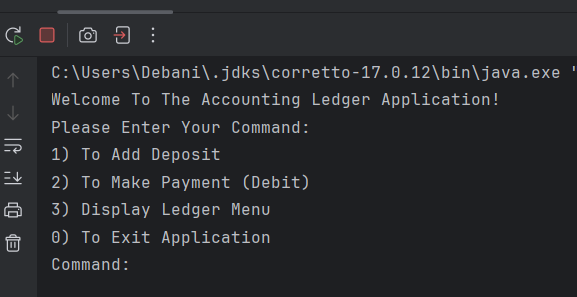 C:\Users\Debani\.jdks\corretto-17.0.12\bin\java.exe "
Welcome To The Accounting Ledger Application!
Please Enter Your Command:
1) To Add Deposit
2) To Make Payment (Debit)
3) Display Ledger Menu
0) To Exit Application
Command: